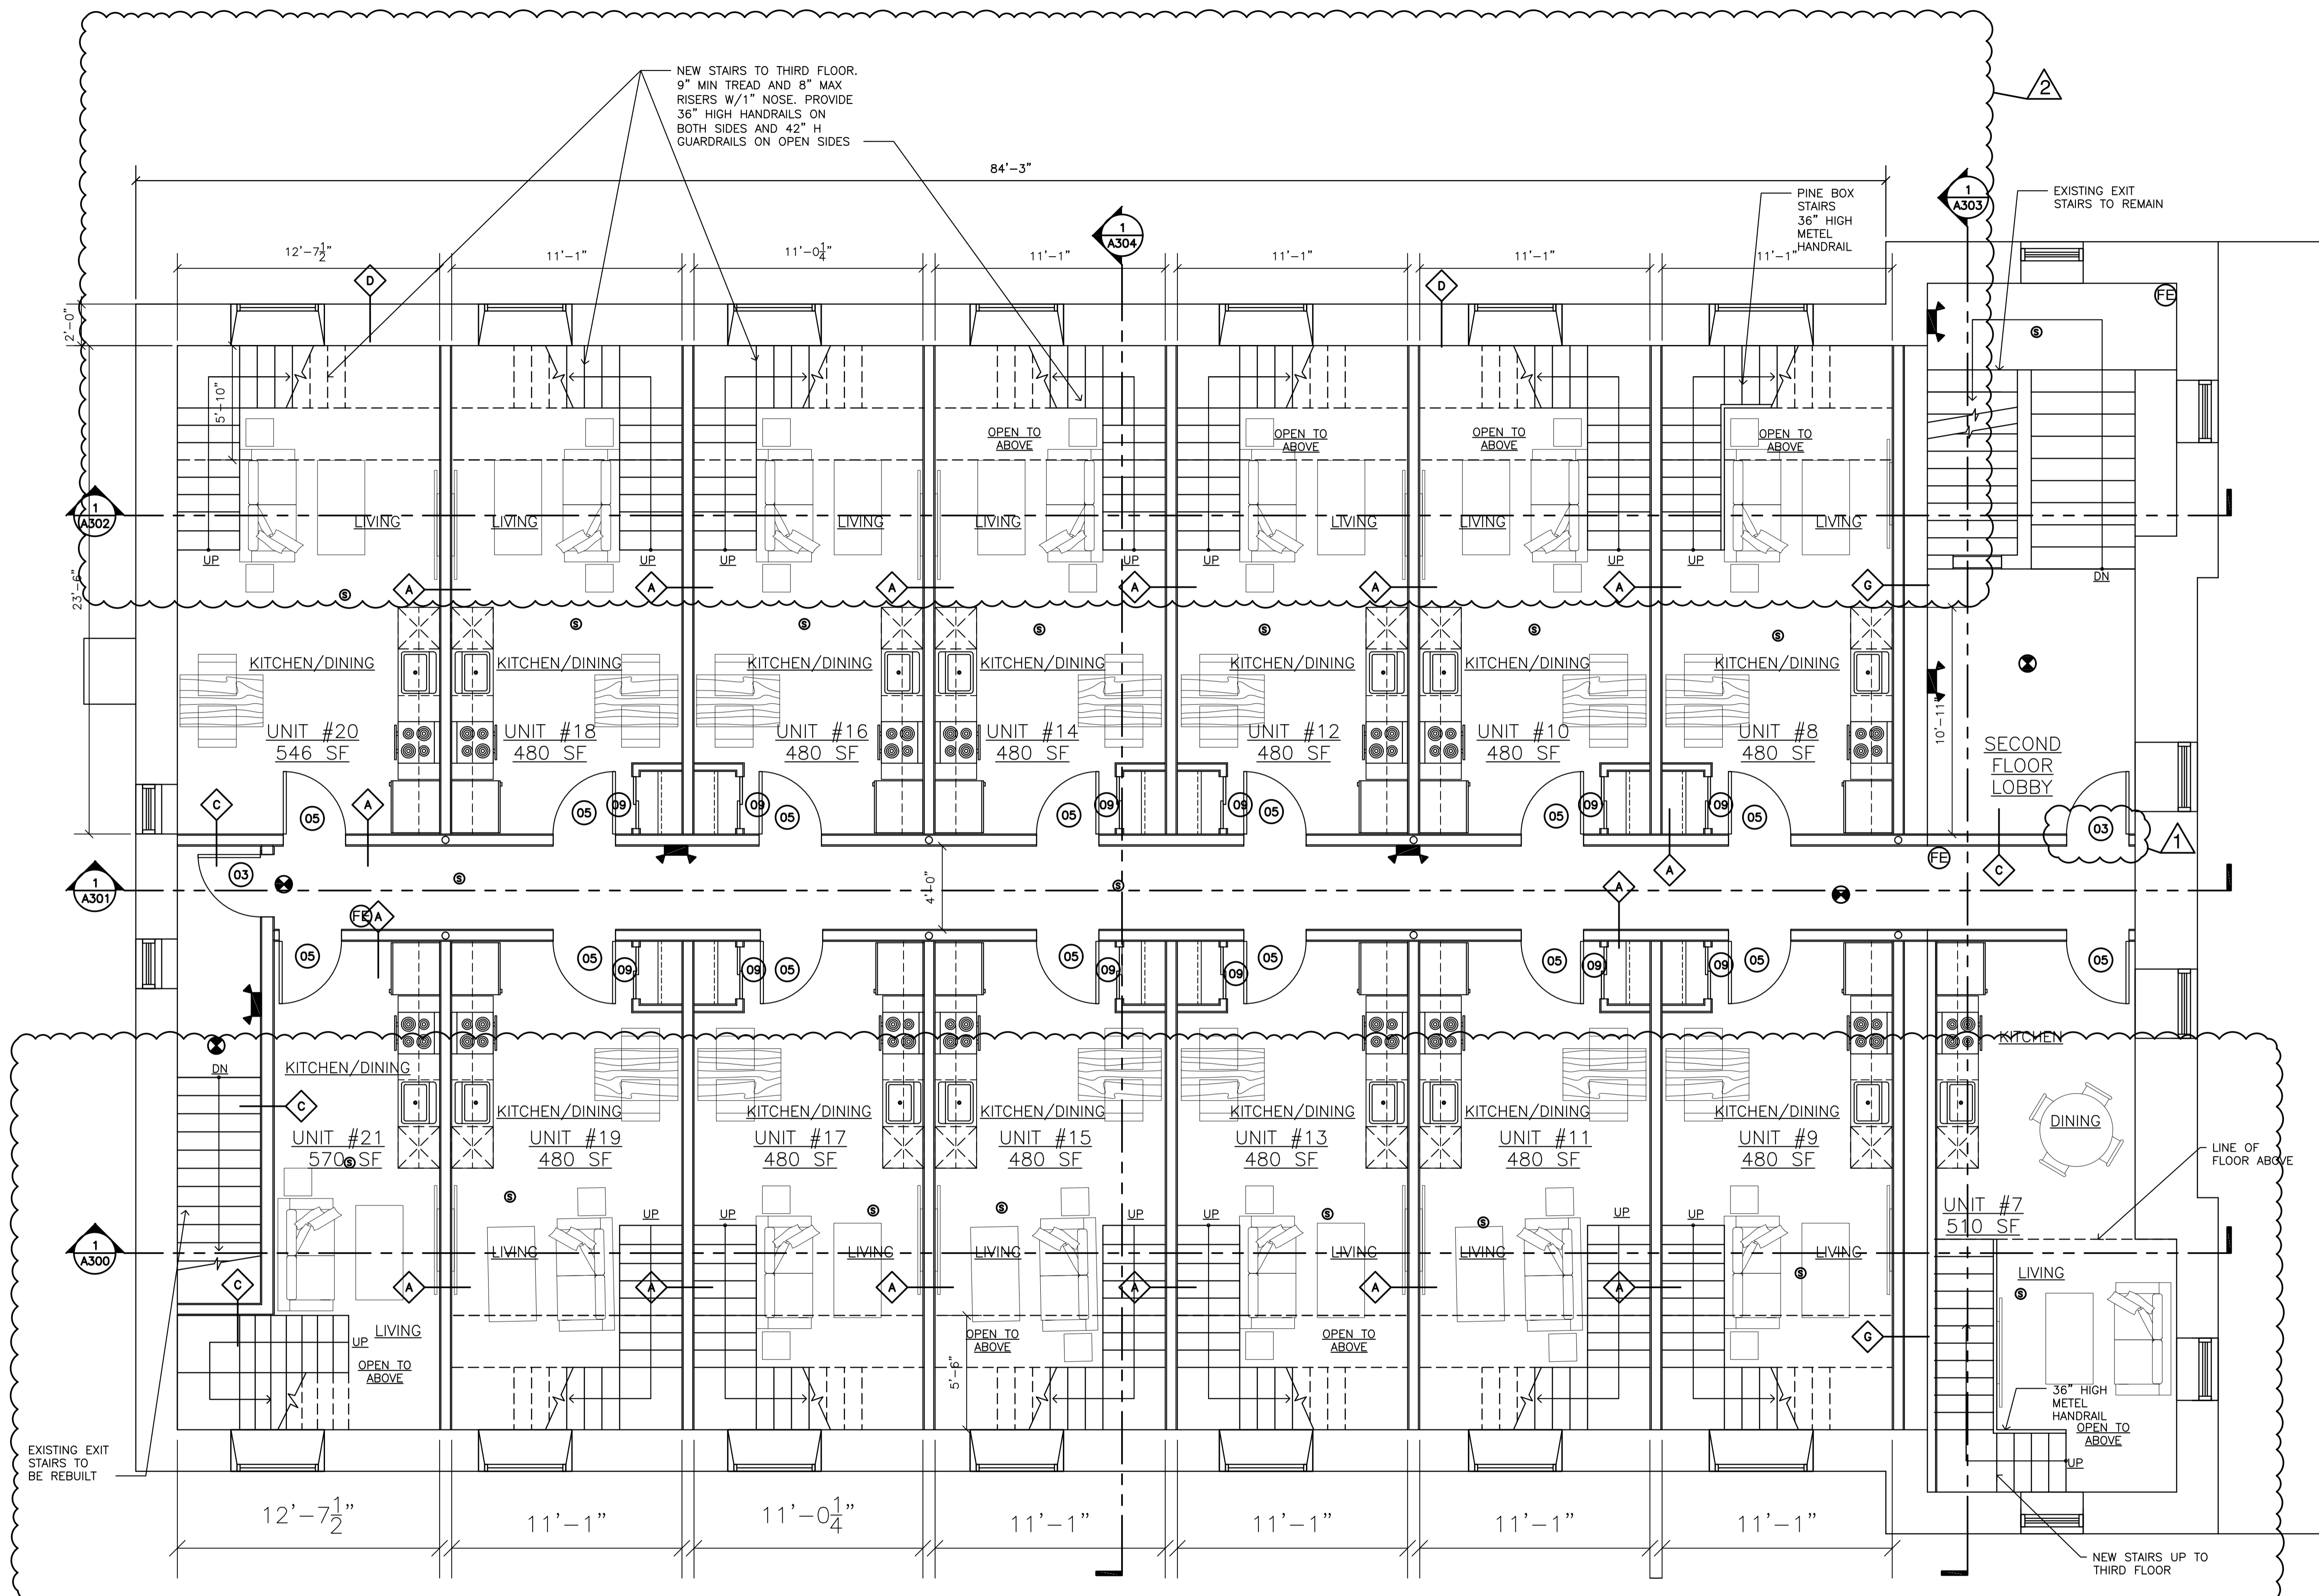 NEW STAIRS TO THIRD FLOOR.
9" MIN TREAD AND 8" MAX
RISERS W/1" NOSE. PROVIDE
36" HIGH HANDRAILS ON
BOTH SIDES AND 42" H
GUARDRAILS ON OPEN SIDES
2
84'-3"
1
A304
PINE BOX
STAIRS
36" HIGH
METEL
HANDRAIL
1
A303
EXISTING EXIT
STAIRS TO REMAIN
12'-7 1/2"
11'-1"
11'-0 1/4"
11'-1"
11'-1"
11'-1"
11'-1"
D
D
FE
2'-0"
S
5'-10"
OPEN TO
ABOVE
OPEN TO
ABOVE
OPEN TO
ABOVE
OPEN TO
ABOVE
1
A302
LIVING
LIVING
LIVING
LIVING
LIVING
LIVING
LIVING
UP
UP
UP
UP
UP
UP
UP
DN
23'-6"
S
A
A
A
A
A
A
G
S
S
S
S
S
S
KITCHEN/DINING
KITCHEN/DINING
KITCHEN/DINING
KITCHEN/DINING
KITCHEN/DINING
KITCHEN/DINING
KITCHEN/DINING
10'-11"
UNIT #20
546 SF
UNIT #18
480 SF
UNIT #16
480 SF
UNIT #14
480 SF
UNIT #12
480 SF
UNIT #10
480 SF
UNIT #8
480 SF
SECOND
FLOOR
LOBBY
C
A
05
05
09
09
05
05
09
09
05
05
09
09
05
03
1
1
A301
03
S
4'-0"
S
A
A
FE
C
FE
A
05
05
09
09
05
05
09
09
05
05
09
09
05
05
KITCHEN
DN
C
KITCHEN/DINING
KITCHEN/DINING
KITCHEN/DINING
KITCHEN/DINING
KITCHEN/DINING
KITCHEN/DINING
KITCHEN/DINING
DINING
UNIT #21
570 SF
S
UNIT #19
480 SF
UNIT #17
480 SF
UNIT #15
480 SF
UNIT #13
480 SF
UNIT #11
480 SF
UNIT #9
480 SF
LINE OF
FLOOR ABOVE
UNIT #7
510 SF
S
S
S
S
S
UP
UP
UP
UP
UP
UP
1
A300
LIVING
LIVING
LIVING
LIVING
LIVING
LIVING
S
LIVING
S
C
A
A
A
A
A
A
G
LIVING
UP
OPEN TO
ABOVE
OPEN TO
ABOVE
OPEN TO
ABOVE
5'-6"
36" HIGH
METEL
HANDRAIL
OPEN TO
ABOVE
UP
EXISTING EXIT
STAIRS TO
BE REBUILT
12'-7 1/2"
11'-1"
11'-0 1/4"
11'-1"
11'-1"
11'-1"
11'-1"
NEW STAIRS UP TO
THIRD FLOOR